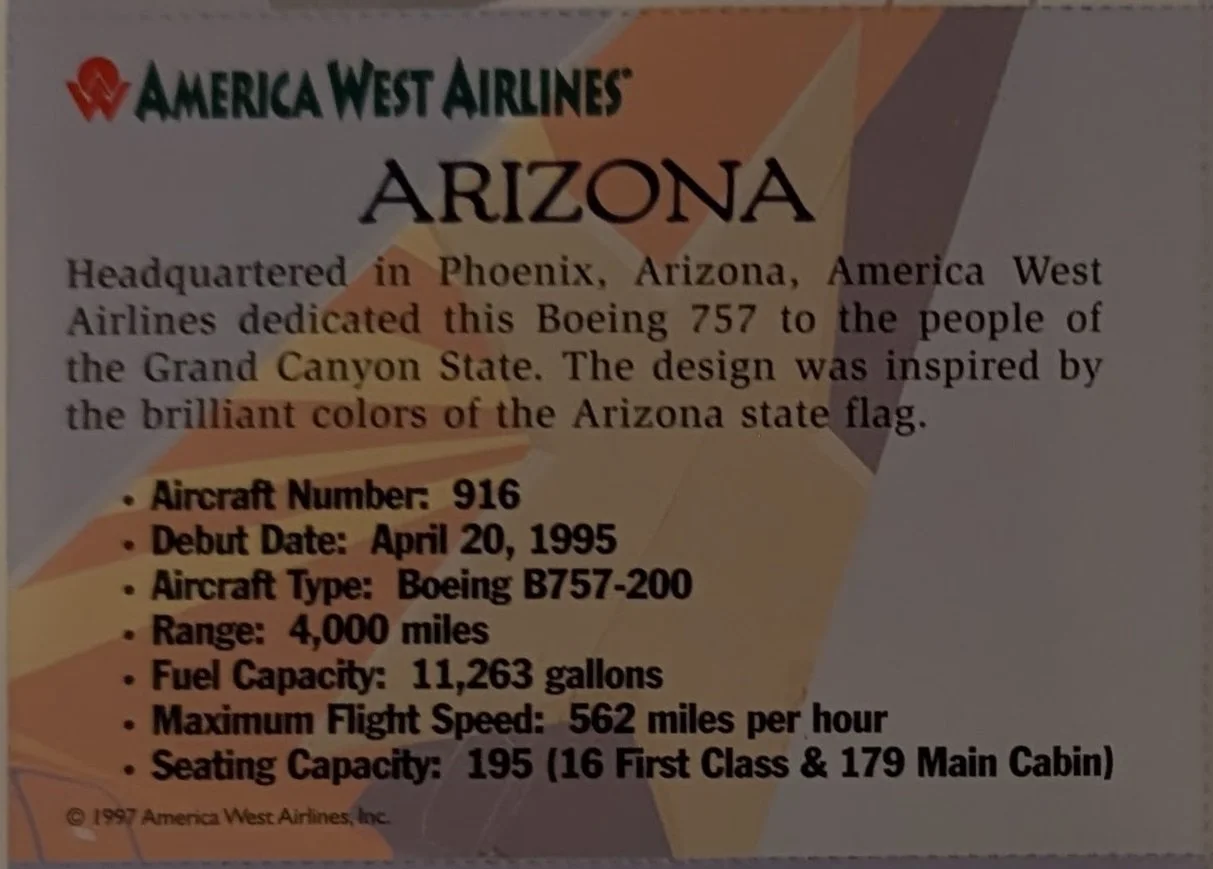 AMERICA WEST AIRLINES
ARIZONA
Headquartered in Phoenix, Arizona, America West
Airlines dedicated this Boeing 757 to the people of
the Grand Canyon State. The design was inspired by
the brilliant colors of the Arizona state flag.
• Aircraft Number: 916
• Debut Date: April 20, 1995
• Aircraft Type: Boeing B757-200
• Range: 4,000 miles
• Fuel Capacity: 11,263 gallons
• Maximum Flight Speed: 562 miles per hour
• Seating Capacity: 195 (16 First Class & 179 Main Cabin)
© 1997 America West Airlines, Inc.